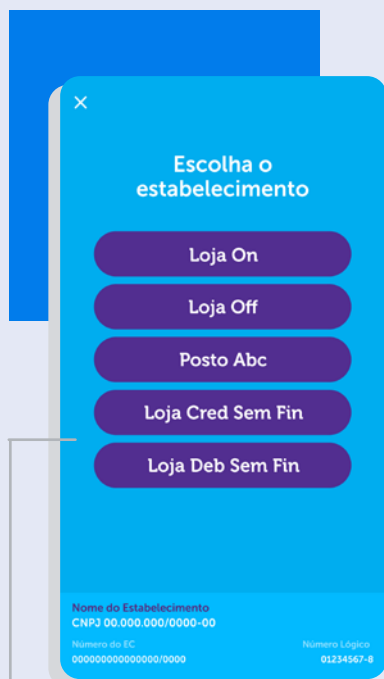 ×
Escolha o
estabelecimento
Loja On
Loja Off
Posto Abc
Loja Cred Sem Fin
Loja Deb Sem Fin
Nome do Estabelecimento
CNPJ 00.000.000/0000-00
Número do EC Número Lógico
000000000000000/0000 01234567-8